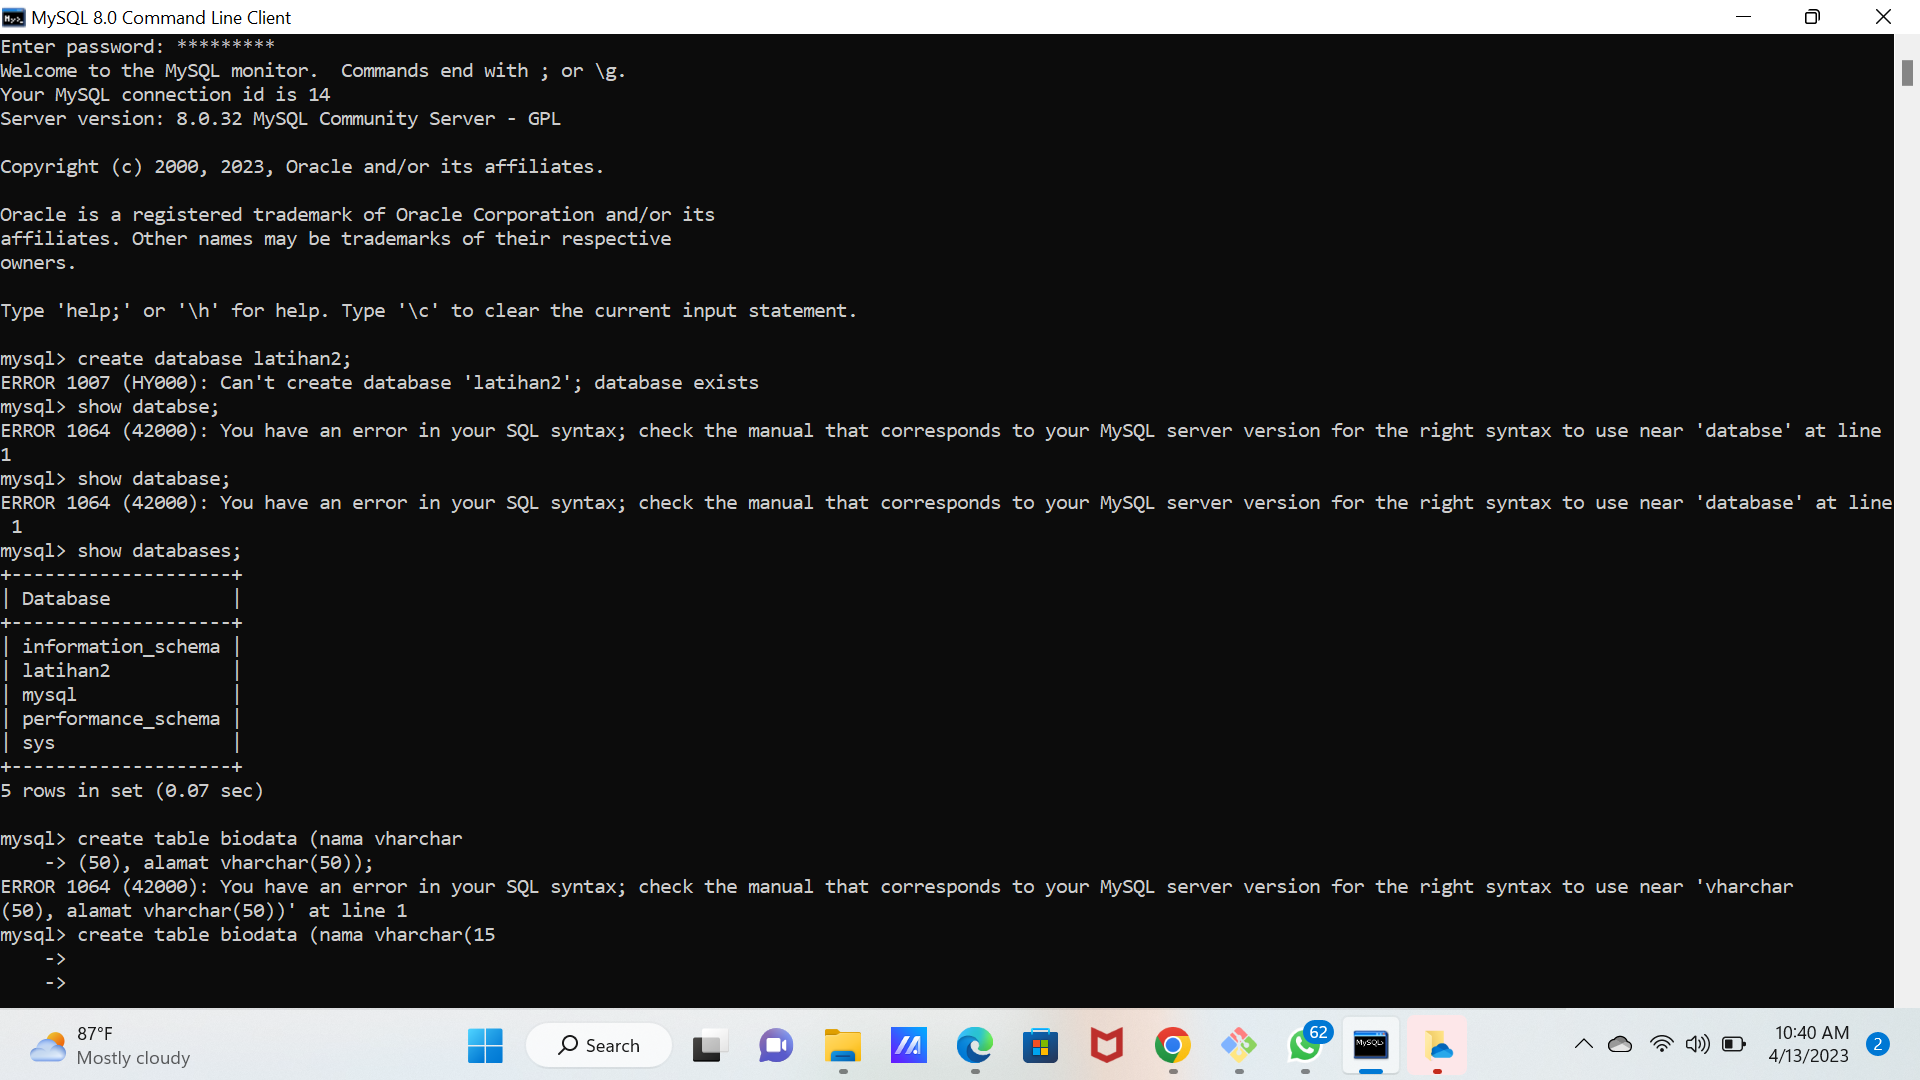 MySQL 8.0 Command Line Client
Enter password: *********
Welcome to the MySQL monitor.  Commands end with ; or \g.
Your MySQL connection id is 14
Server version: 8.0.32 MySQL Community Server - GPL

Copyright (c) 2000, 2023, Oracle and/or its affiliates.

Oracle is a registered trademark of Oracle Corporation and/or its
affiliates. Other names may be trademarks of their respective
owners.

Type 'help;' or '\h' for help. Type '\c' to clear the current input statement.

mysql> create database latihan2;
ERROR 1007 (HY000): Can't create database 'latihan2'; database exists
mysql> show databse;
ERROR 1064 (42000): You have an error in your SQL syntax; check the manual that corresponds to your MySQL server version for the right syntax to use near 'databse' at line
1
mysql> show database;
ERROR 1064 (42000): You have an error in your SQL syntax; check the manual that corresponds to your MySQL server version for the right syntax to use near 'database' at line
 1
mysql> show databases;
+--------------------+
| Database           |
+--------------------+
| information_schema |
| latihan2           |
| mysql              |
| performance_schema |
| sys                |
+--------------------+
5 rows in set (0.07 sec)

mysql> create table biodata (nama vharchar
    -> (50), alamat vharchar(50));
ERROR 1064 (42000): You have an error in your SQL syntax; check the manual that corresponds to your MySQL server version for the right syntax to use near 'vharchar
(50), alamat vharchar(50))' at line 1
mysql> create table biodata (nama vharchar(15
    ->
    ->
87°F
Mostly cloudy
Search
62
MySQL>
10:40 AM
4/13/2023
2